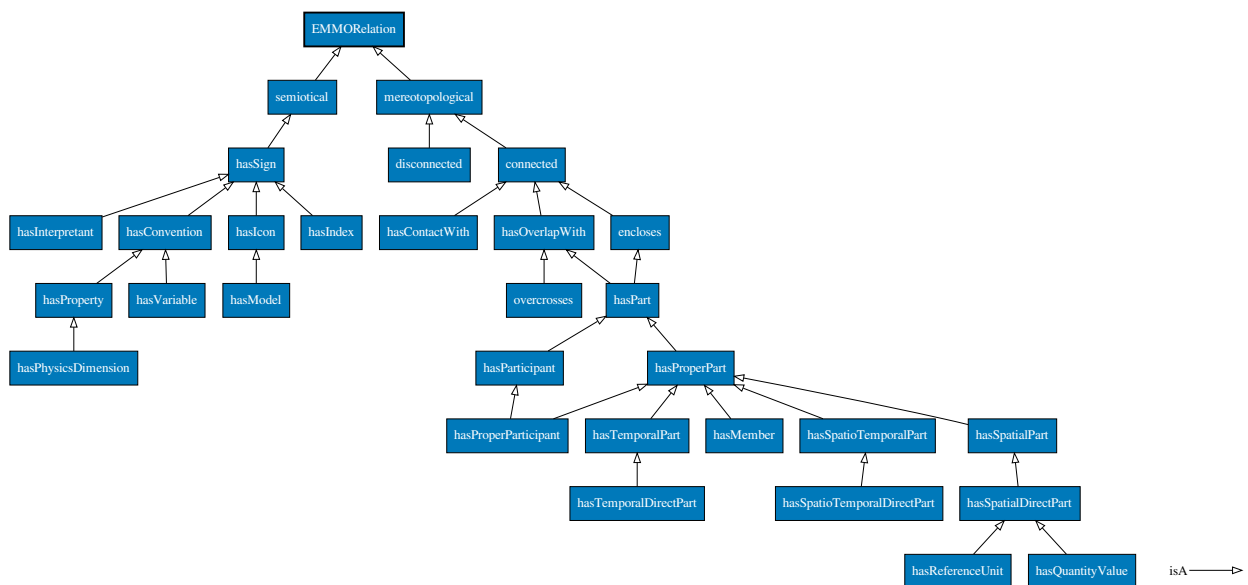 EMMORelation
semiotical
mereotopological
hasSign
disconnected
connected
hasInterpretant
hasConvention
hasIcon
hasIndex
hasContactWith
hasOverlapWith
encloses
hasProperty
hasVariable
hasModel
overcrosses
hasPart
hasPhysicsDimension
hasParticipant
hasProperPart
hasProperParticipant
hasTemporalPart
hasMember
hasSpatioTemporalPart
hasSpatialPart
hasTemporalDirectPart
hasSpatioTemporalDirectPart
hasSpatialDirectPart
hasReferenceUnit
hasQuantityValue
isA